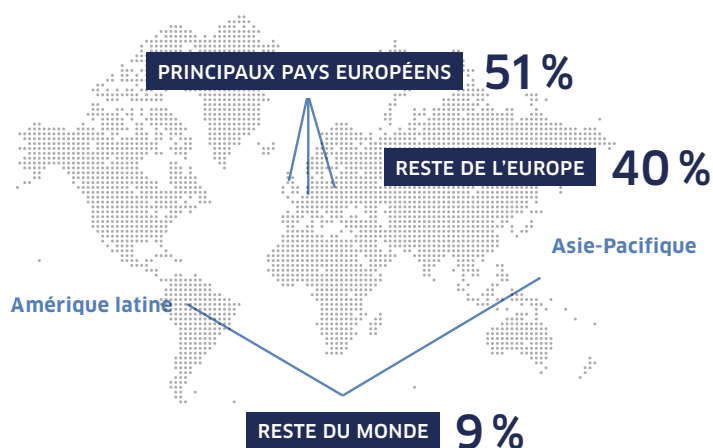 PRINCIPAUX PAYS EUROPÉENS 51 %
RESTE DE L'EUROPE 40 %
Asie-Pacifique
Amérique latine
RESTE DU MONDE 9 %